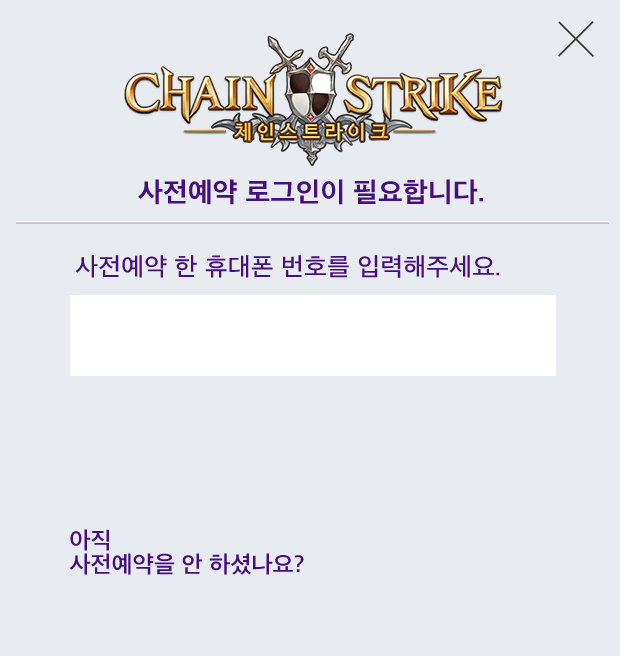 CHAIN STRIKE
체인스트라이크
사전예약 로그인이 필요합니다.
사전예약 한 휴대폰 번호를 입력해주세요.
아직
사전예약을 안 하셨나요?